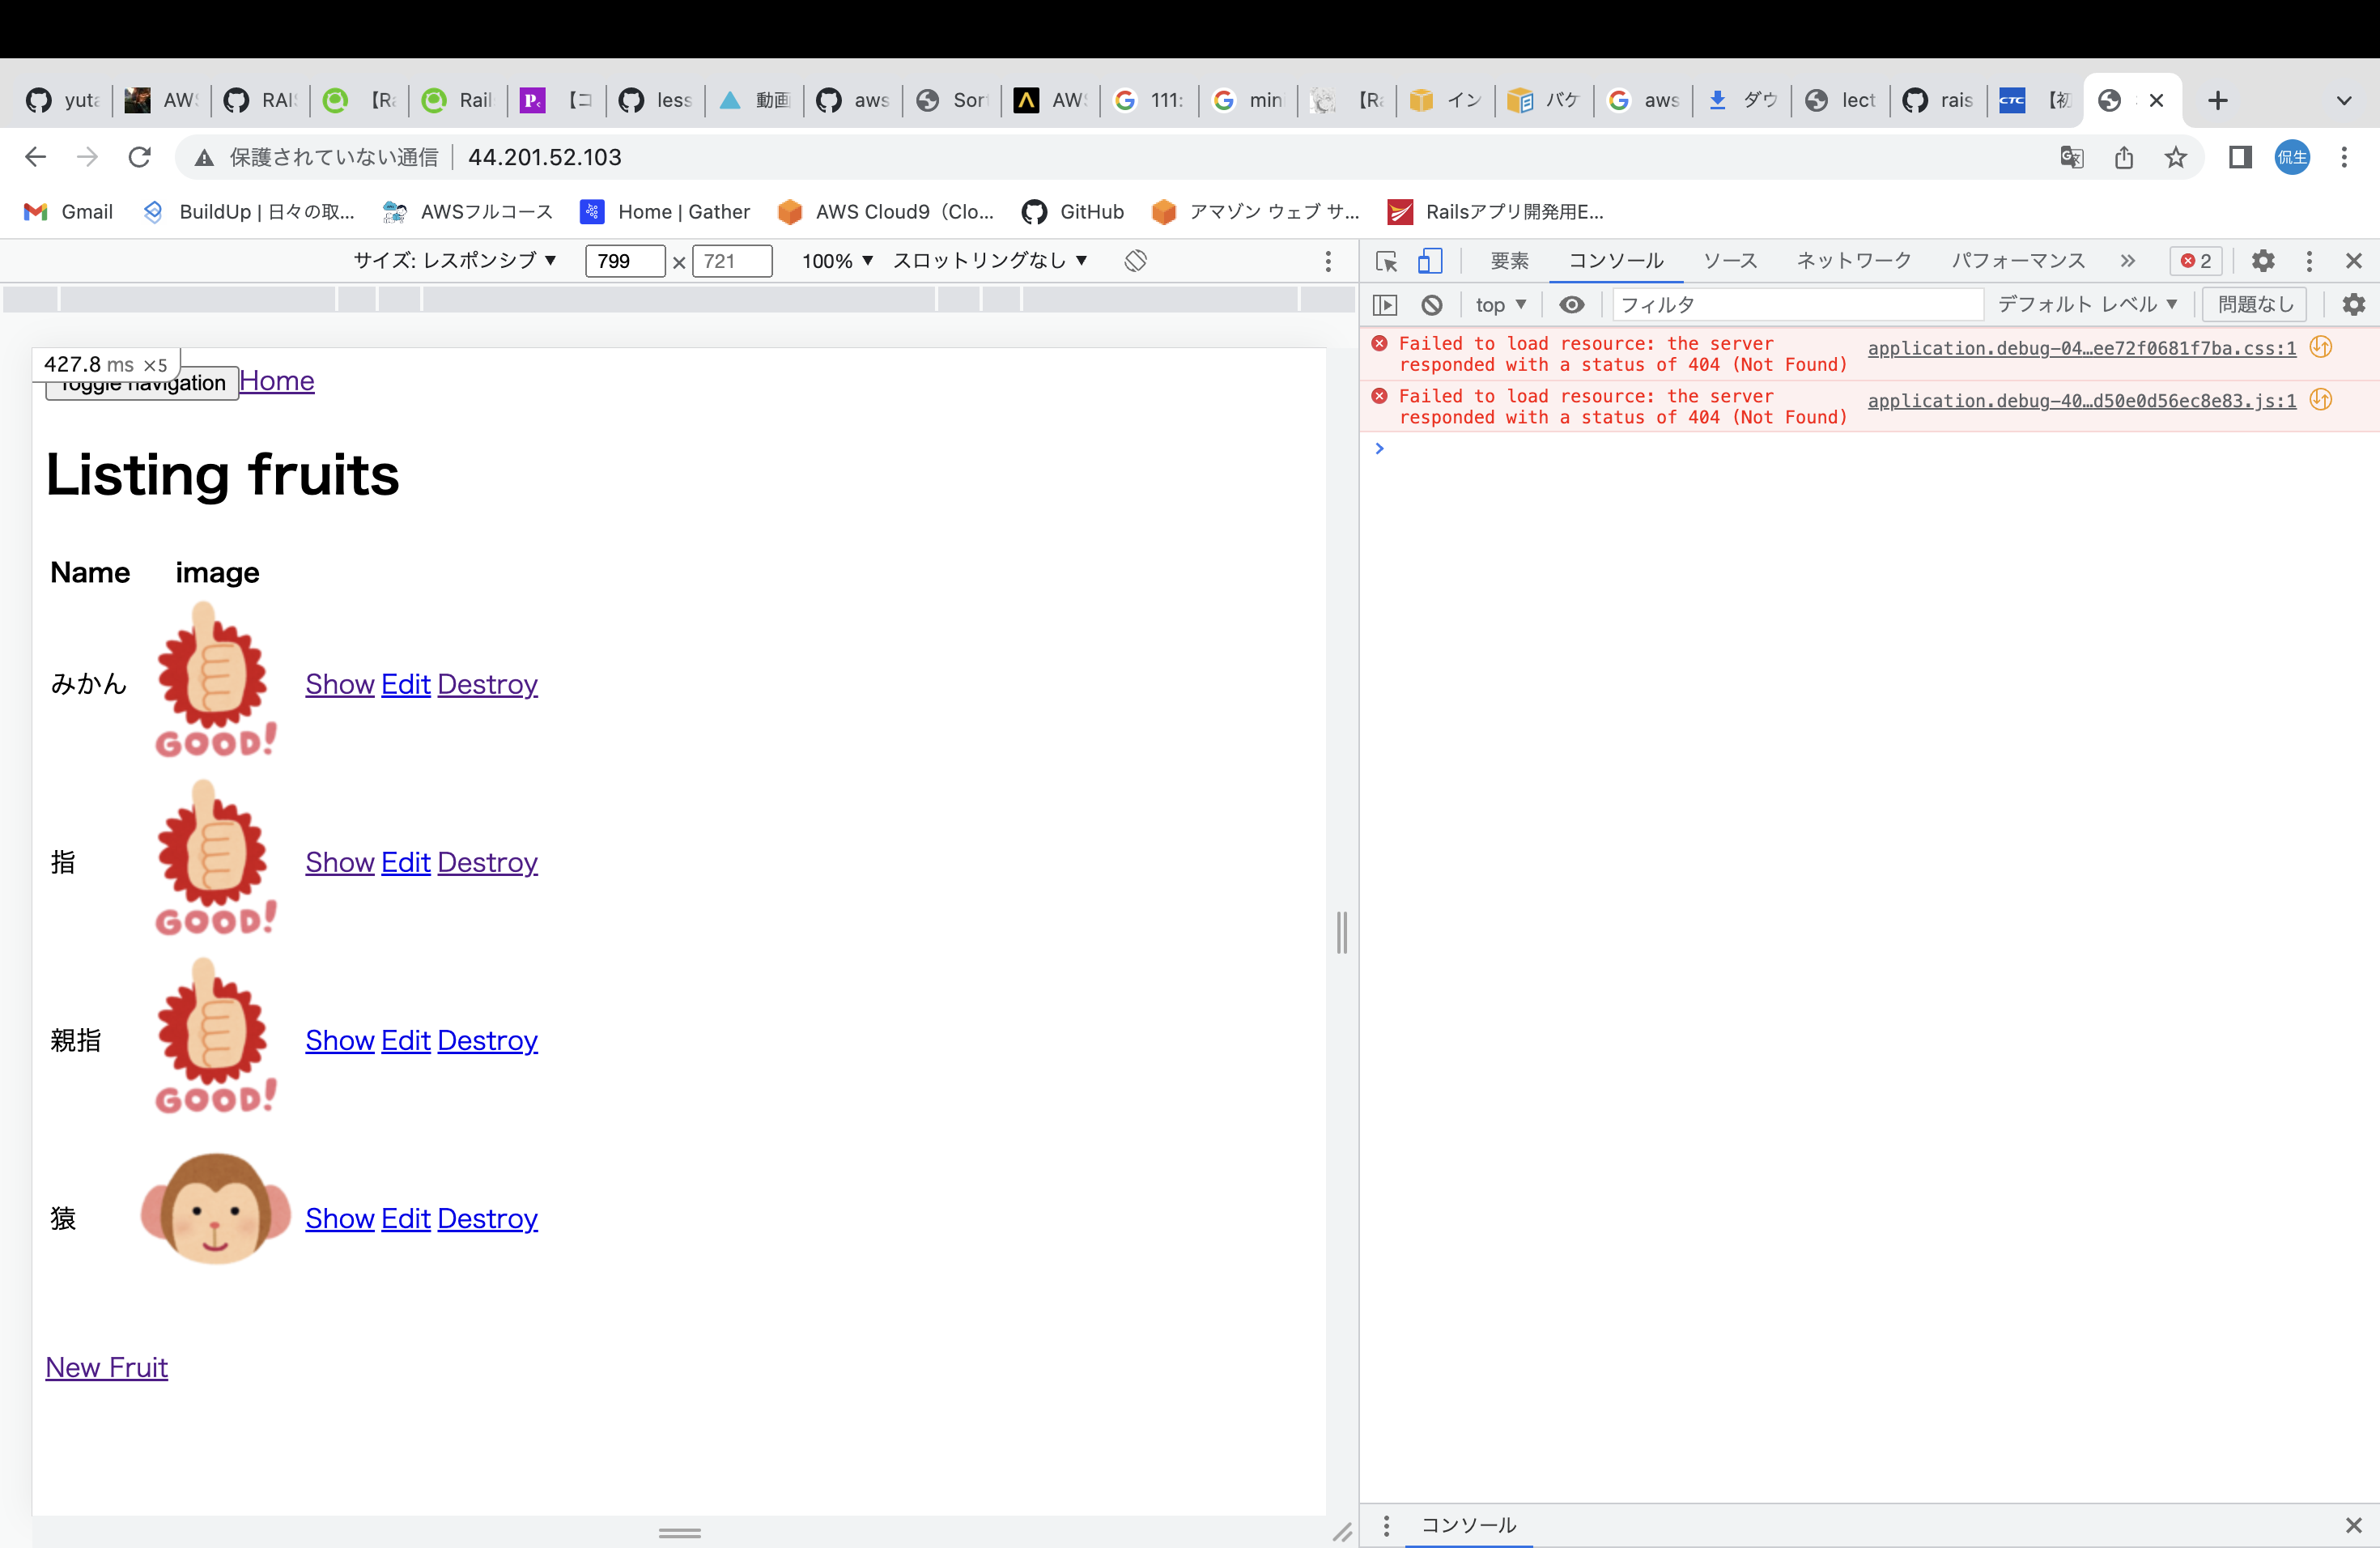 yuta AWS RAIS 【Ra Rail 【コ less 動画 aws Sor AWS 111: min 【Ra イン バケ aws ダウ lect rais 【初
保護されていない通信 44.201.52.103 侃生
Gmail BuildUp | 日々の取... AWSフルコース Home | Gather AWS Cloud9（Clo... GitHub アマゾン ウェブ サ... Railsアプリ開発用E...
サイズ: レスポンシブ 799 × 721 100% スロットリングなし
要素 コンソール ソース ネットワーク パフォーマンス 2
top フィルタ デフォルト レベル 問題なし
427.8 ms ×5
Toggle navigation Home
Listing fruits
Name image
みかん GOOD! Show Edit Destroy
指 GOOD! Show Edit Destroy
親指 GOOD! Show Edit Destroy
猿 Show Edit Destroy
New Fruit
Failed to load resource: the server application.debug-04…ee72f0681f7ba.css:1
responded with a status of 404 (Not Found)
Failed to load resource: the server application.debug-40…d50e0d56ec8e83.js:1
responded with a status of 404 (Not Found)
コンソール